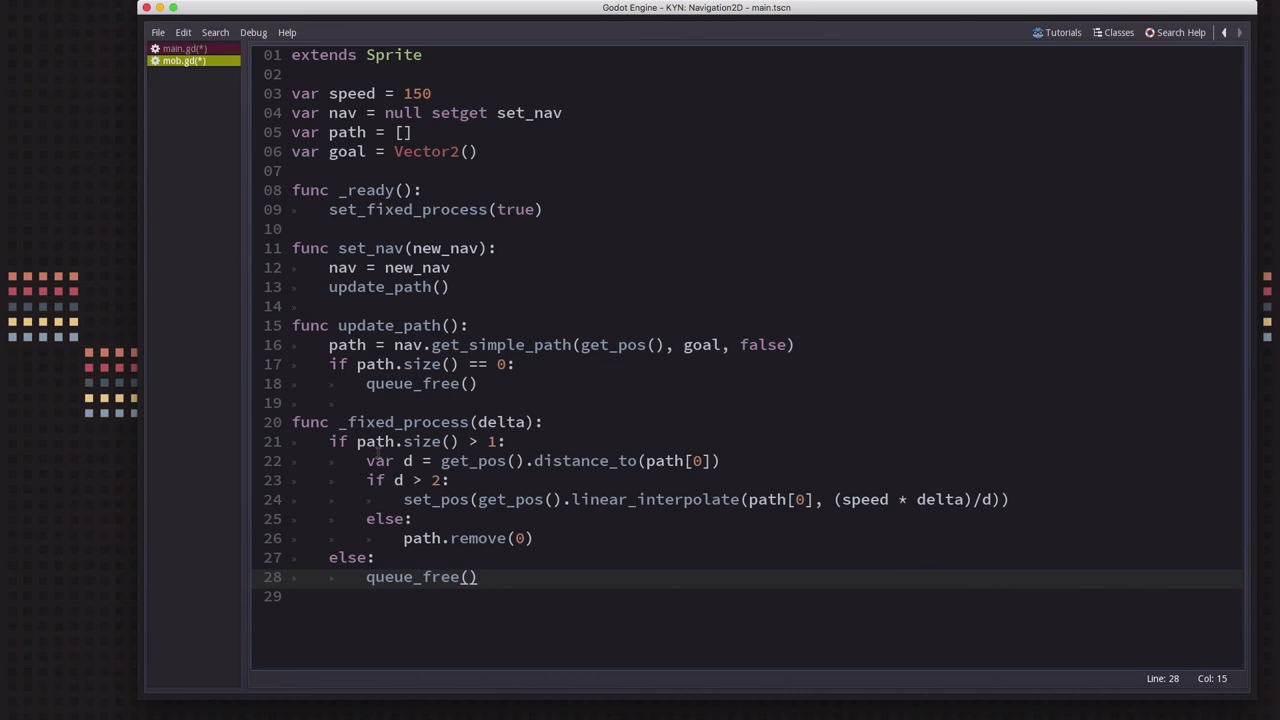 Godot Engine - KYN: Navigation2D - main.tscn
File Edit Search Debug Help Tutorials Classes Search Help
main.gd(*)
mob.gd(*)
01 extends Sprite
02
03 var speed = 150
04 var nav = null setget set_nav
05 var path = []
06 var goal = Vector2()
07
08 func _ready():
09 set_fixed_process(true)
10
11 func set_nav(new_nav):
12 nav = new_nav
13 update_path()
14
15 func update_path():
16 path = nav.get_simple_path(get_pos(), goal, false)
17 if path.size() == 0:
18 queue_free()
19
20 func _fixed_process(delta):
21 if path.size() > 1:
22 var d = get_pos().distance_to(path[0])
23 if d > 2:
24 set_pos(get_pos().linear_interpolate(path[0], (speed * delta)/d))
25 else:
26 path.remove(0)
27 else:
28 queue_free()
29
Line: 28 Col: 15